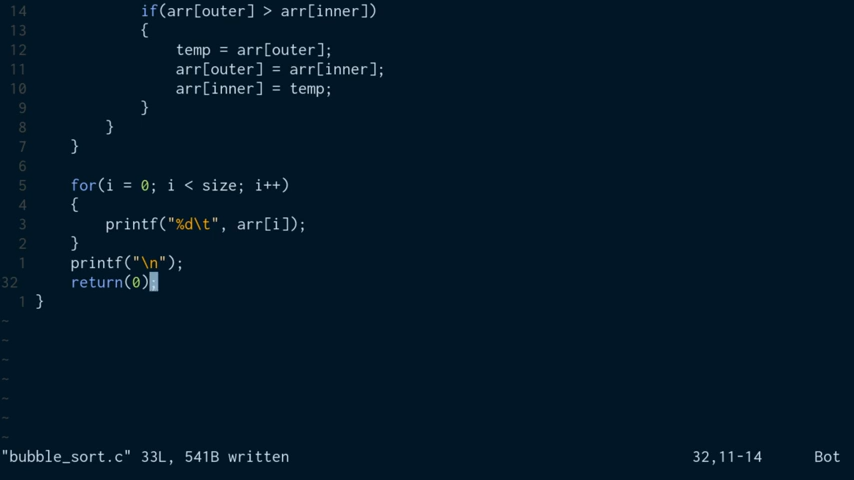 14             if(arr[outer] > arr[inner])
13             {
12                 temp = arr[outer];
11                 arr[outer] = arr[inner];
10                 arr[inner] = temp;
9             }
8         }
7     }
6
5     for(i = 0; i < size; i++)
4     {
3         printf("%d\t", arr[i]);
2     }
1     printf("\n");
32     return(0);
1 }
~
~
~
~
~
~
~
"bubble_sort.c" 33L, 541B written 32,11-14 Bot